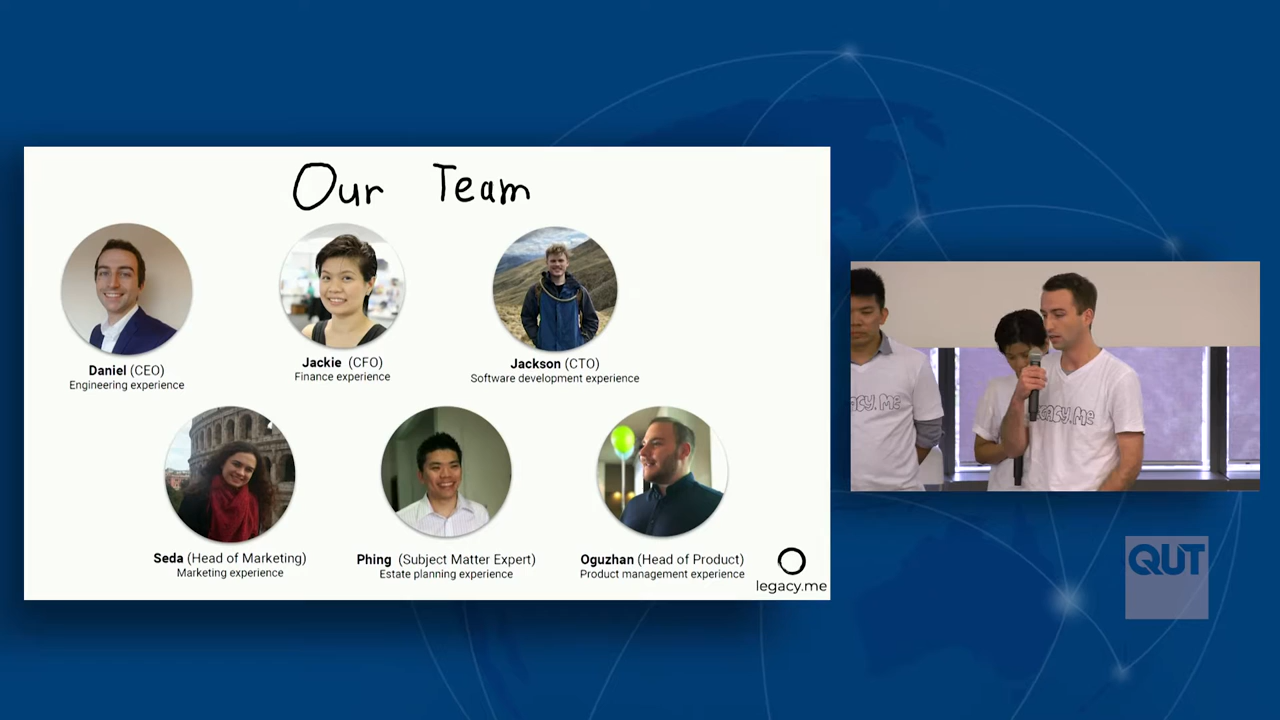 Our Team
Daniel (CEO)
Engineering experience
Jackie (CFO)
Finance experience
Jackson (CTO)
Software development experience
Seda (Head of Marketing)
Marketing experience
Phing (Subject Matter Expert)
Estate planning experience
Oguzhan (Head of Product)
Product management experience
legacy.me
QUT